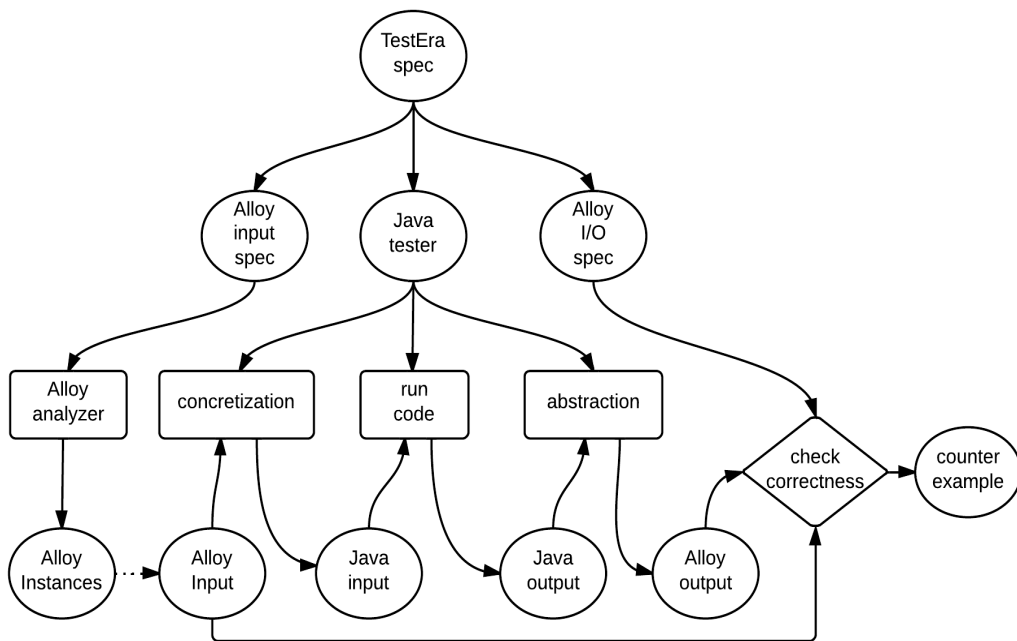 TestEra
spec
Alloy
input
spec
Java
tester
Alloy
I/O
spec
Alloy
analyzer
concretization
run
code
abstraction
check
correctness
counter
example
Alloy
Instances
Alloy
Input
Java
input
Java
output
Alloy
output